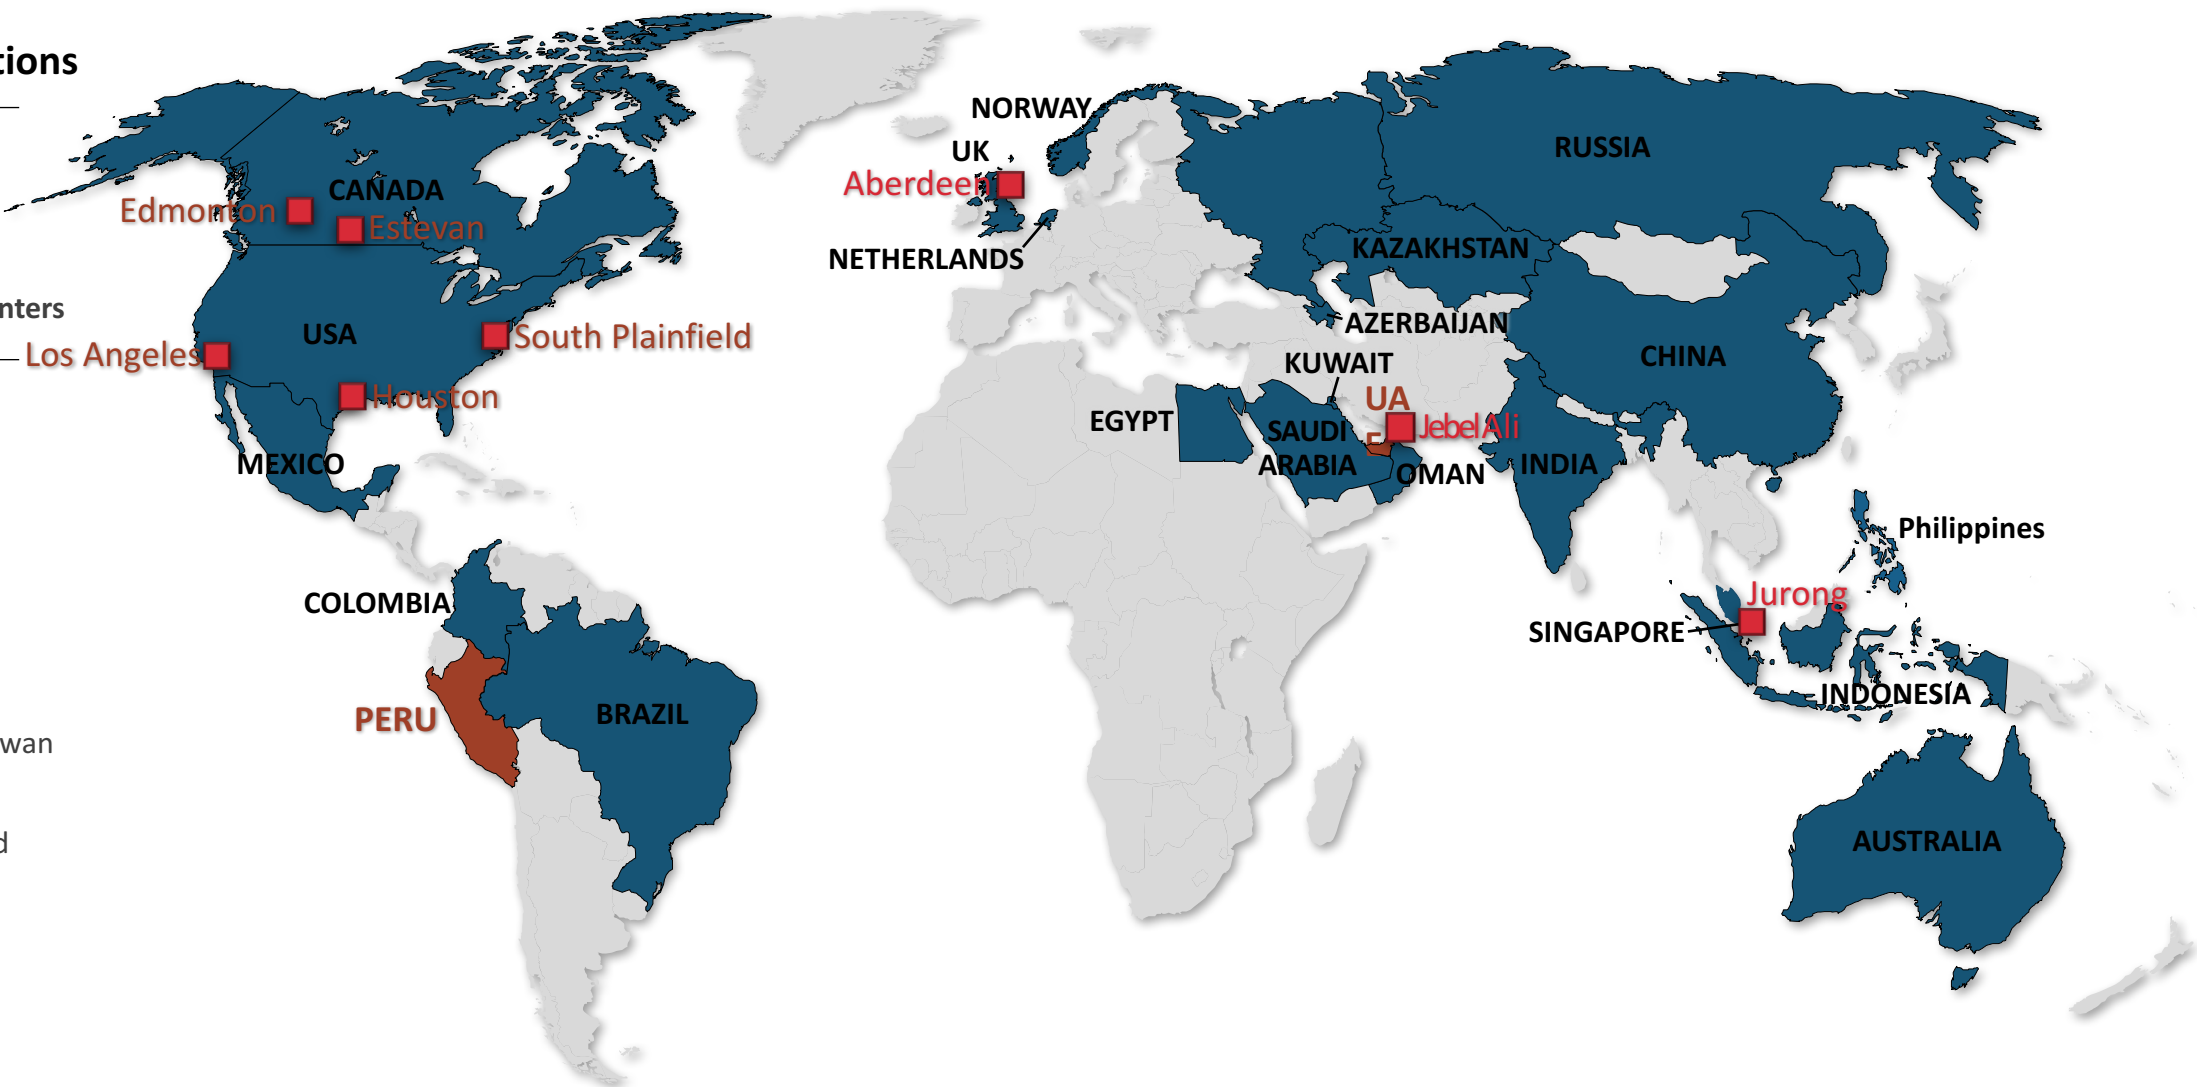 tions
nters
wan
d
NORWAY
UK
Aberdeen
NETHERLANDS
RUSSIA
CANADA
Edmonton
Estevan
KAZAKHSTAN
AZERBAIJAN
USA
South Plainfield
Los Angeles
Houston
MEXICO
CHINA
KUWAIT
UA
E
Jebel Ali
EGYPT
SAUDI
ARABIA
OMAN
INDIA
Philippines
COLOMBIA
Jurong
SINGAPORE
INDONESIA
PERU
BRAZIL
AUSTRALIA